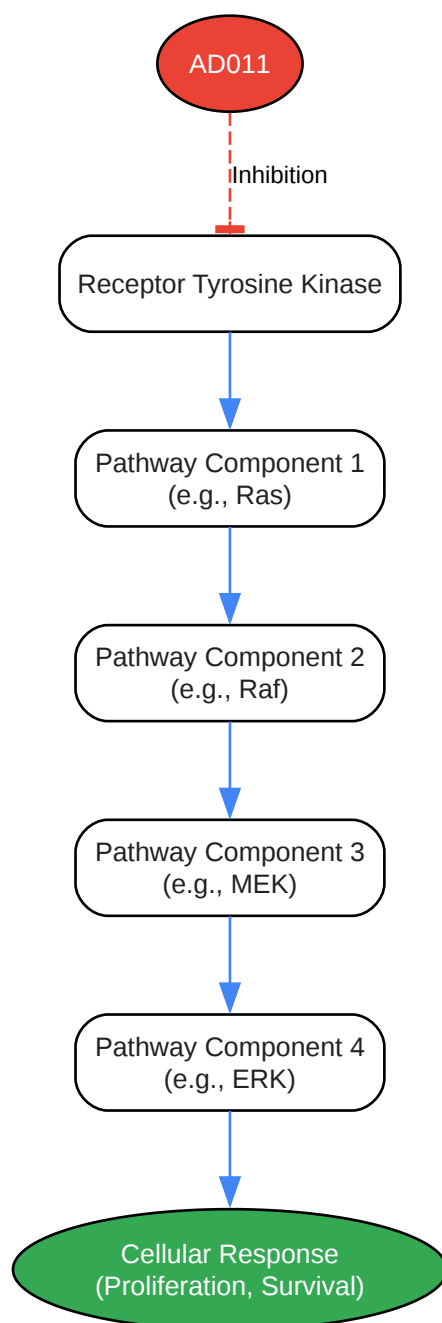 AD011
Inhibition
Receptor Tyrosine Kinase
Pathway Component 1
(e.g., Ras)
Pathway Component 2
(e.g., Raf)
Pathway Component 3
(e.g., MEK)
Pathway Component 4
(e.g., ERK)
Cellular Response
(Proliferation, Survival)